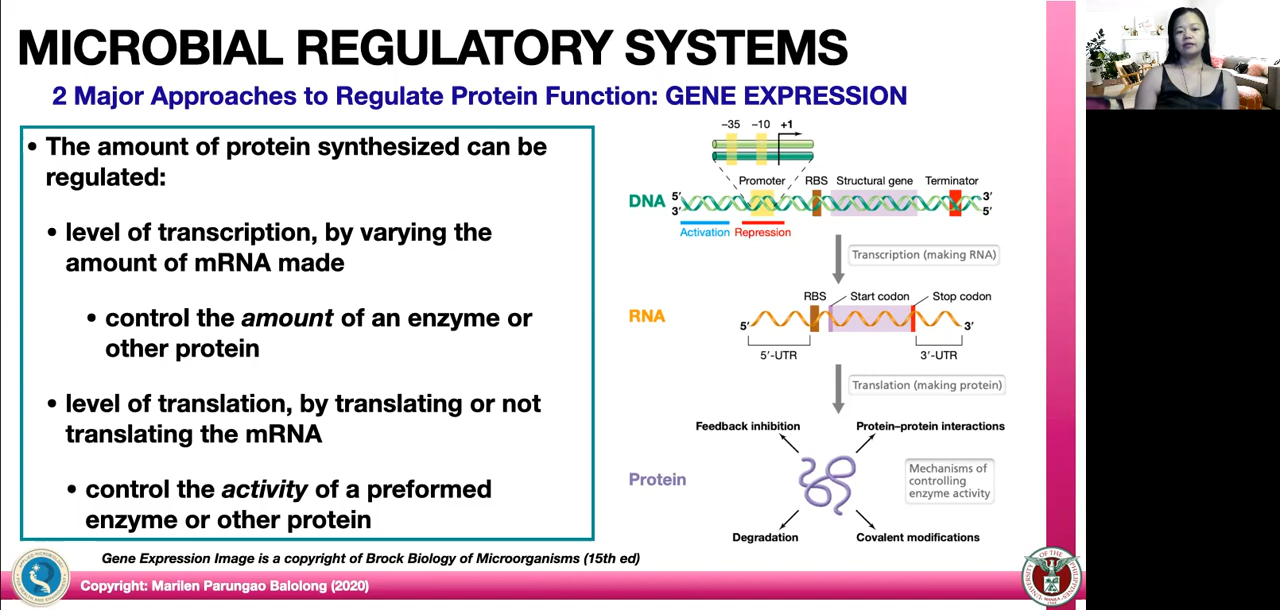 MICROBIAL REGULATORY SYSTEMS
2 Major Approaches to Regulate Protein Function: GENE EXPRESSION
• The amount of protein synthesized can be
regulated:
• level of transcription, by varying the
amount of mRNA made
• control the amount of an enzyme or
other protein
• level of translation, by translating or not
translating the mRNA
• control the activity of a preformed
enzyme or other protein
−35 −10 +1
Promoter RBS Structural gene Terminator
DNA 5′ 3′
3′ 5′
Activation Repression
Transcription (making RNA)
RBS Start codon Stop codon
RNA
5′ 3′
5′-UTR 3′-UTR
Translation (making protein)
Feedback inhibition Protein–protein interactions
Protein
Mechanisms of
controlling
enzyme activity
Degradation Covalent modifications
Gene Expression Image is a copyright of Brock Biology of Microorganisms (15th ed)
Copyright: Marilen Parungao Balolong (2020)